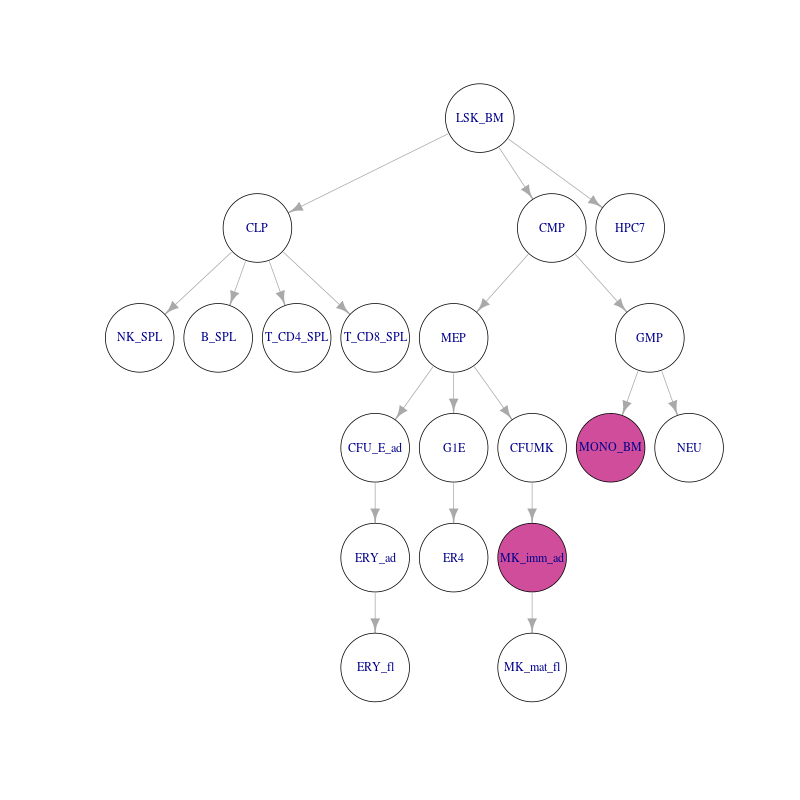 LSK_BM
CLP
CMP
HPC7
NK_SPL
B_SPL
T_CD4_SPL
T_CD8_SPL
MEP
GMP
CFU_E_ad
G1E
CFUMK
MONO_BM
NEU
ERY_ad
ER4
MK_imm_ad
ERY_fl
MK_mat_fl